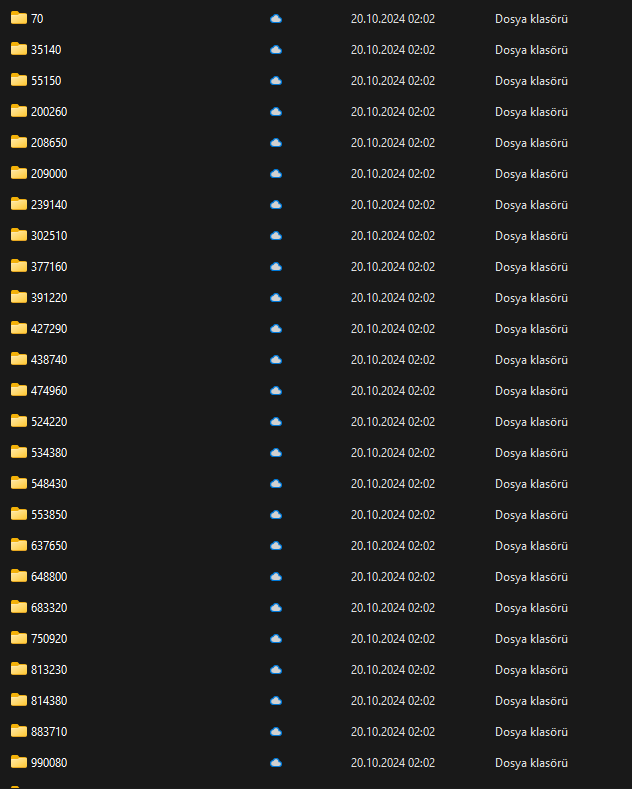 70 20.10.2024 02:02 Dosya klasörü
35140 20.10.2024 02:02 Dosya klasörü
55150 20.10.2024 02:02 Dosya klasörü
200260 20.10.2024 02:02 Dosya klasörü
208650 20.10.2024 02:02 Dosya klasörü
209000 20.10.2024 02:02 Dosya klasörü
239140 20.10.2024 02:02 Dosya klasörü
302510 20.10.2024 02:02 Dosya klasörü
377160 20.10.2024 02:02 Dosya klasörü
391220 20.10.2024 02:02 Dosya klasörü
427290 20.10.2024 02:02 Dosya klasörü
438740 20.10.2024 02:02 Dosya klasörü
474960 20.10.2024 02:02 Dosya klasörü
524220 20.10.2024 02:02 Dosya klasörü
534380 20.10.2024 02:02 Dosya klasörü
548430 20.10.2024 02:02 Dosya klasörü
553850 20.10.2024 02:02 Dosya klasörü
637650 20.10.2024 02:02 Dosya klasörü
648800 20.10.2024 02:02 Dosya klasörü
683320 20.10.2024 02:02 Dosya klasörü
750920 20.10.2024 02:02 Dosya klasörü
813230 20.10.2024 02:02 Dosya klasörü
814380 20.10.2024 02:02 Dosya klasörü
883710 20.10.2024 02:02 Dosya klasörü
990080 20.10.2024 02:02 Dosya klasörü